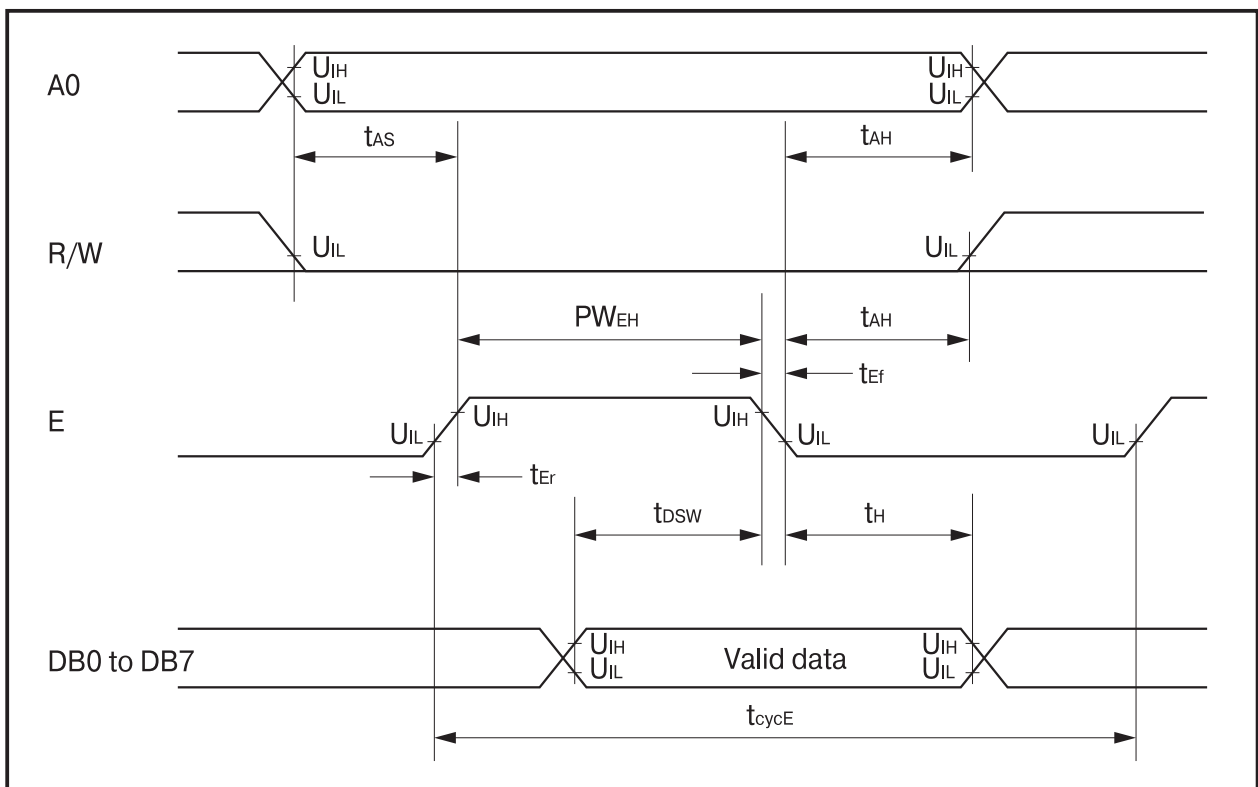 A0
UIH
UIL
UIH
UIL
tAS
tAH
R/W
UIL
UIL
PWEH
tAH
tEf
E
UIL
UIH
UIH
UIL
UIL
tEr
tDSW
tH
DB0 to DB7
UIH
UIL
Valid data
UIH
UIL
tcycE